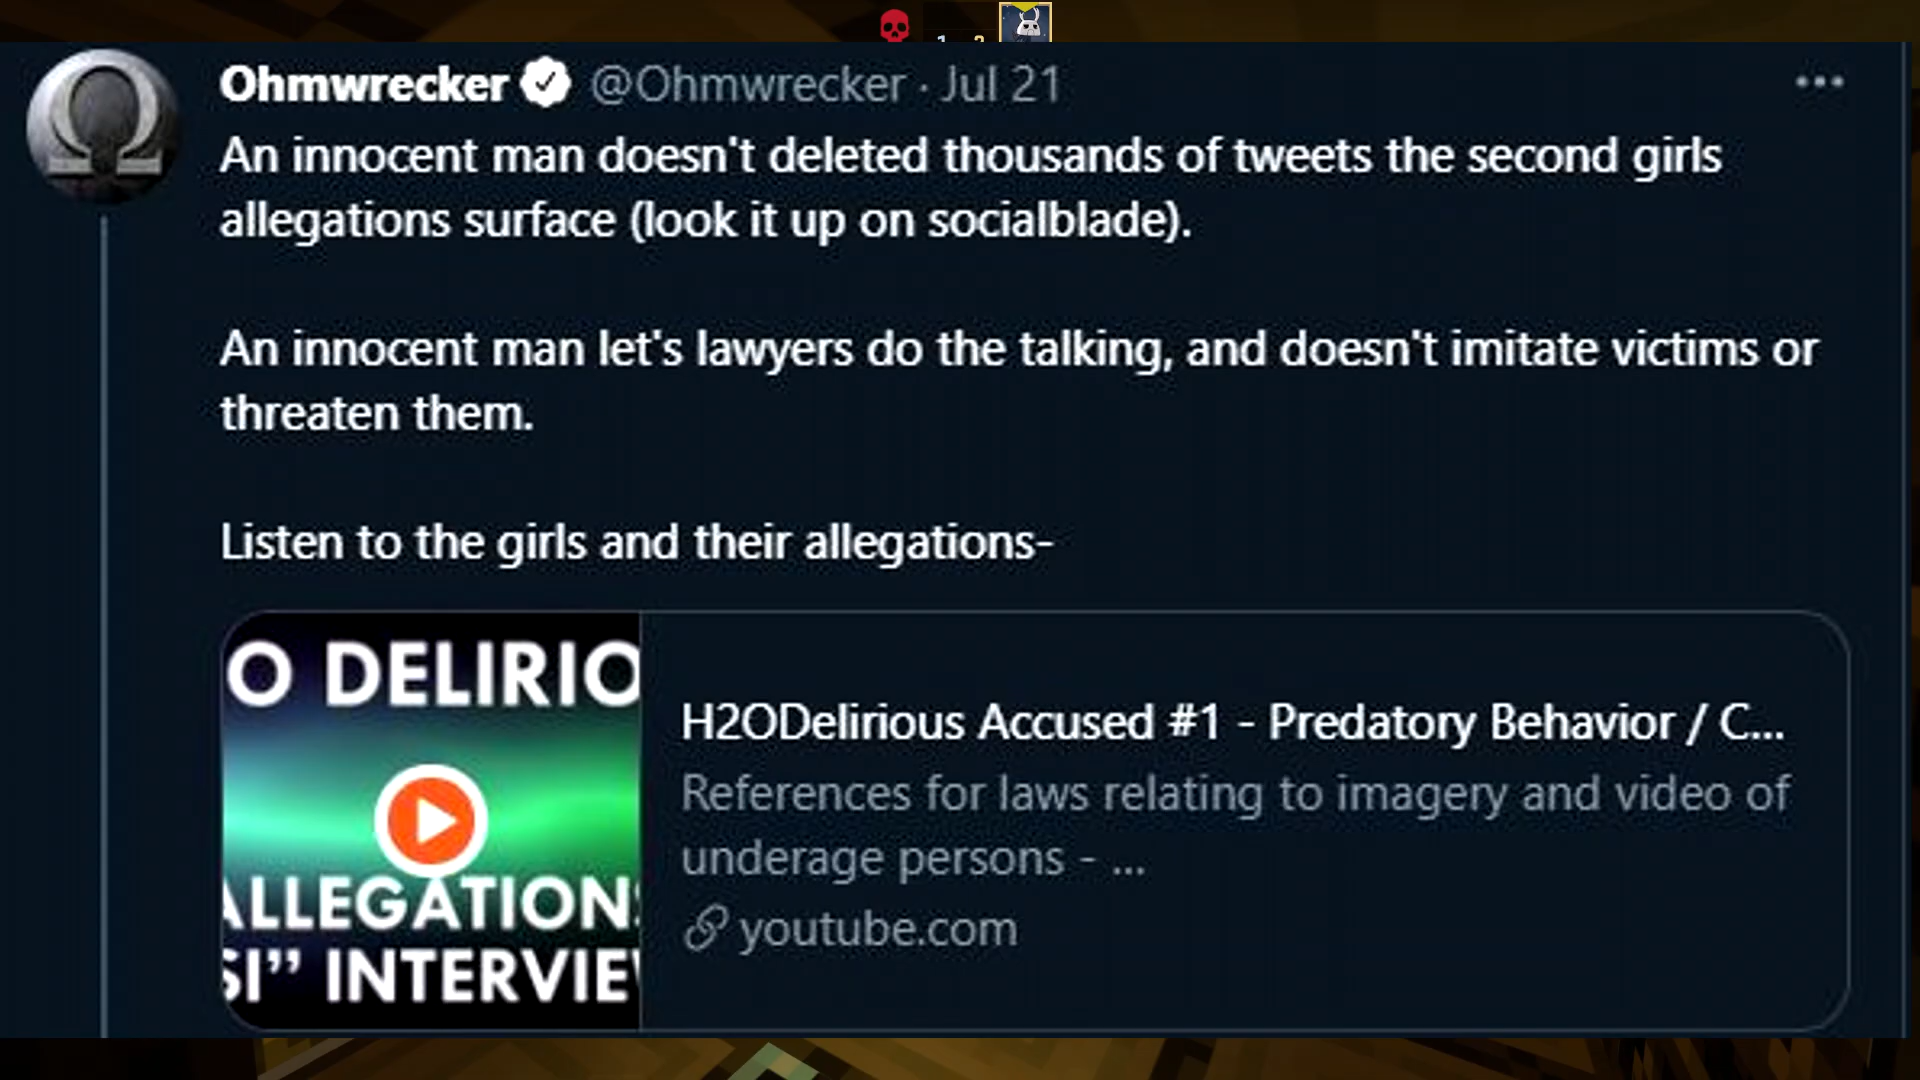 Ohmwrecker @Ohmwrecker · Jul 21
An innocent man doesn't deleted thousands of tweets the second girls
allegations surface (look it up on socialblade).
An innocent man let's lawyers do the talking, and doesn't imitate victims or
threaten them.
Listen to the girls and their allegations-
O DELIRIO
ALLEGATIONS
SI” INTERVIE
H2ODelirious Accused #1 - Predatory Behavior / C...
References for laws relating to imagery and video of
underage persons - ...
youtube.com